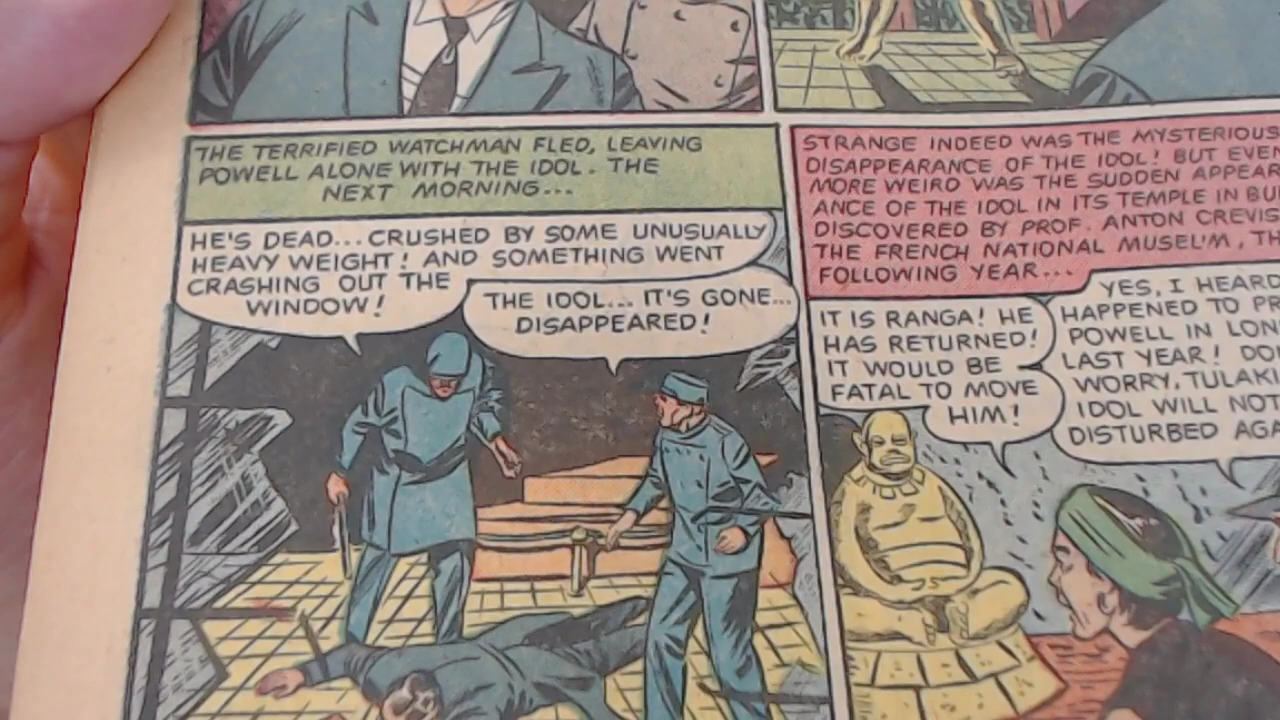 THE TERRIFIED WATCHMAN FLED, LEAVING
POWELL ALONE WITH THE IDOL. THE
NEXT MORNING...
HE'S DEAD... CRUSHED BY SOME UNUSUALLY
HEAVY WEIGHT! AND SOMETHING WENT
CRASHING OUT THE
WINDOW!
THE IDOL... IT'S GONE...
DISAPPEARED!
STRANGE INDEED WAS THE MYSTERIOUS
DISAPPEARANCE OF THE IDOL! BUT EVEN
MORE WEIRD WAS THE SUDDEN APPEAR-
ANCE OF THE IDOL IN ITS TEMPLE IN
DISCOVERED BY PROF. ANTON
THE FRENCH NATIONAL MUSEUM,
FOLLOWING YEAR...
IT IS RANGA! HE
HAS RETURNED!
IT WOULD BE
FATAL TO MOVE
HIM!
YES, I HEARD
HAPPENED TO
POWELL IN
LAST YEAR!
WORRY,
IDOL WILL NOT
DISTURBED